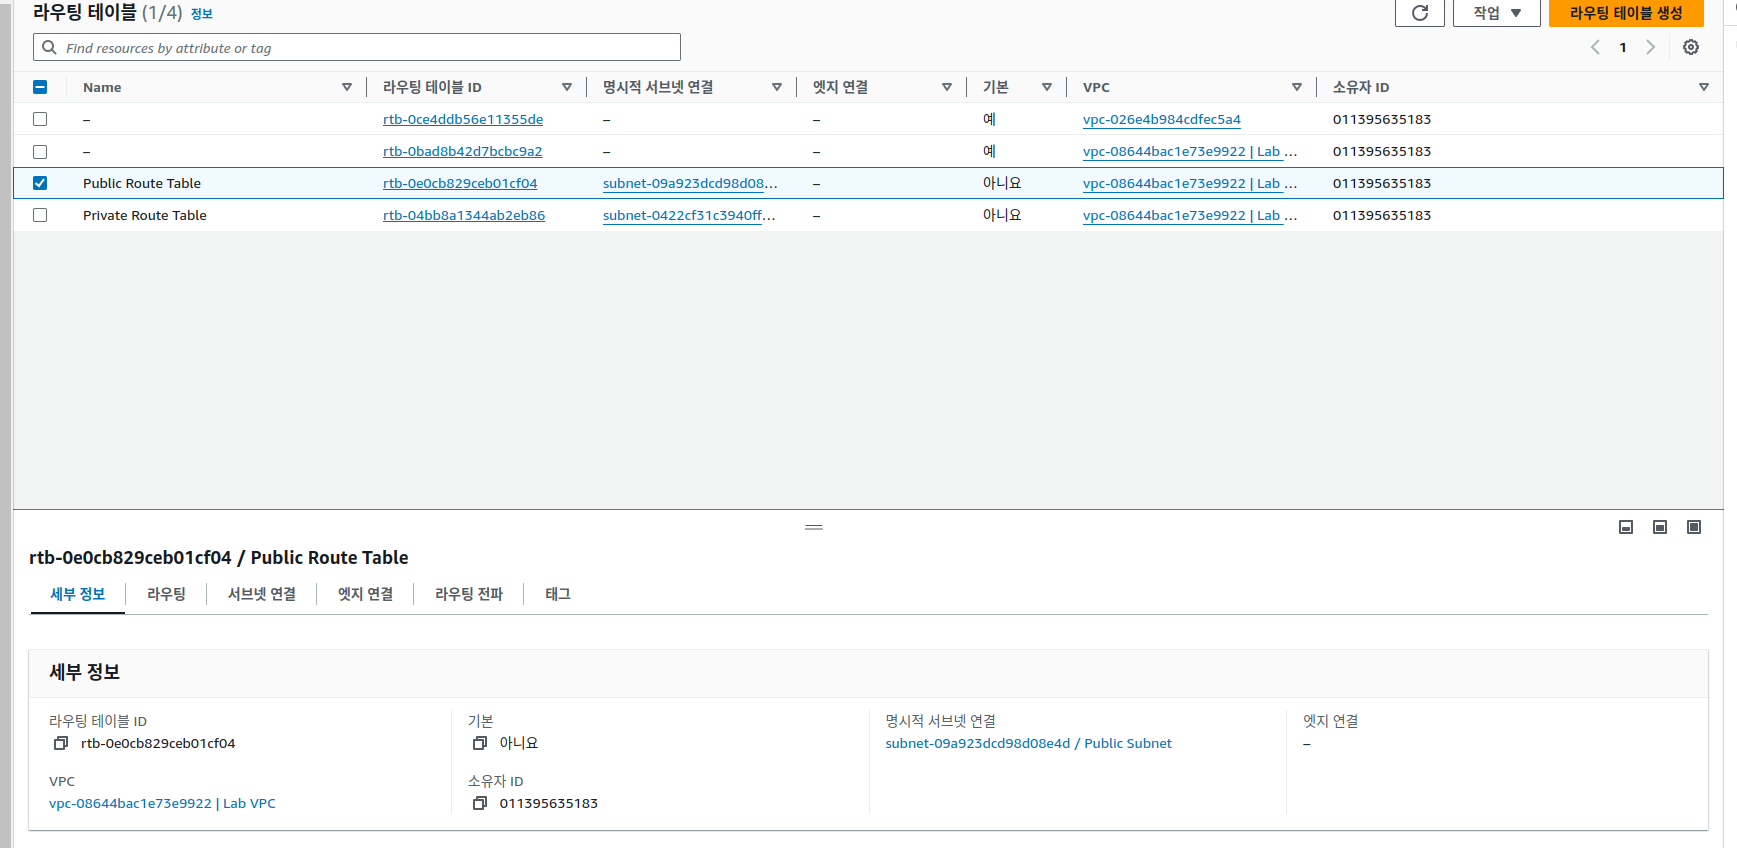 라우팅 테이블 (1/4) 정보
작업
라우팅 테이블 생성
Find resources by attribute or tag
1
Name 라우팅 테이블 ID 명시적 서브넷 연결 엣지 연결 기본 VPC 소유자 ID
– rtb-0ce4ddb56e11355de – – 예 vpc-026e4b984cdfec5a4 011395635183
– rtb-0bad8b42d7bcbc9a2 – – 예 vpc-08644bac1e73e9922 | Lab ... 011395635183
Public Route Table rtb-0e0cb829ceb01cf04 subnet-09a923dcd98d08... – 아니요 vpc-08644bac1e73e9922 | Lab ... 011395635183
Private Route Table rtb-04bb8a1344ab2eb86 subnet-0422cf31c3940ff... – 아니요 vpc-08644bac1e73e9922 | Lab ... 011395635183
rtb-0e0cb829ceb01cf04 / Public Route Table
세부 정보 라우팅 서브넷 연결 엣지 연결 라우팅 전파 태그
세부 정보
라우팅 테이블 ID
rtb-0e0cb829ceb01cf04
기본
아니요
명시적 서브넷 연결
subnet-09a923dcd98d08e4d / Public Subnet
엣지 연결
–
VPC
vpc-08644bac1e73e9922 | Lab VPC
소유자 ID
011395635183